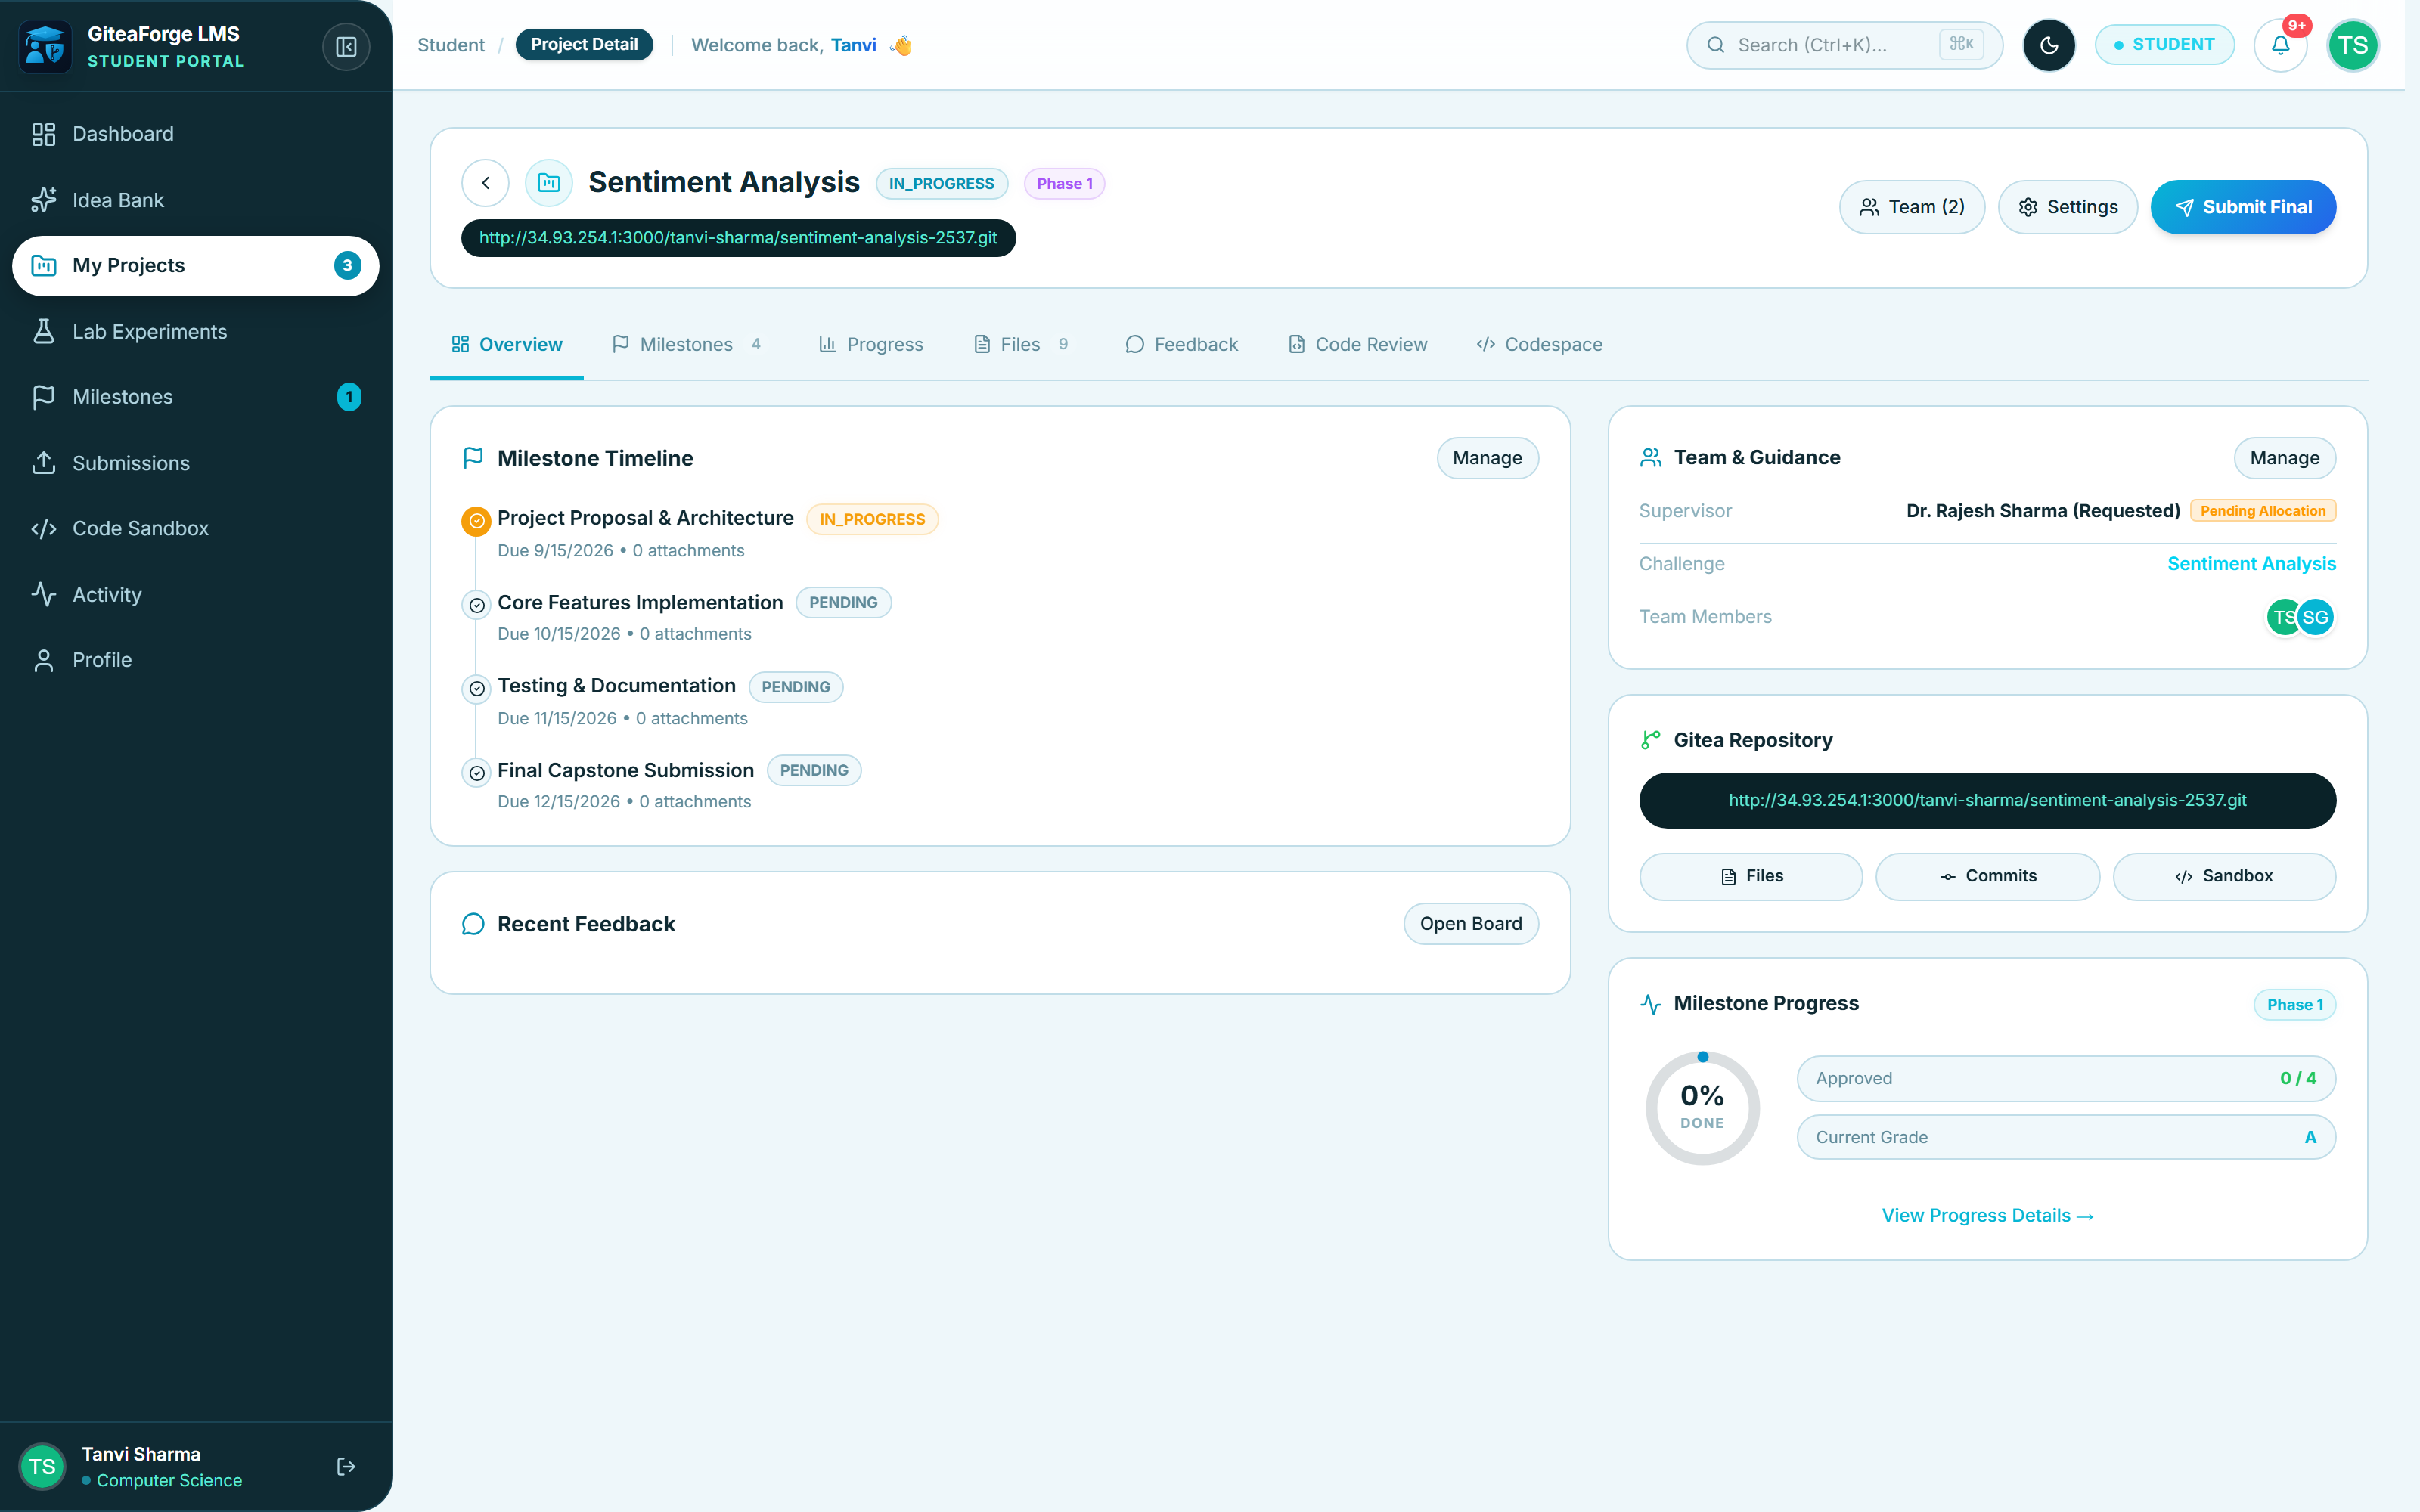 GiteaForge LMS
STUDENT PORTAL
Dashboard
Idea Bank
My Projects 3
Lab Experiments
Milestones 1
Submissions
Code Sandbox
Activity
Profile
TS Tanvi Sharma
Computer Science
Student / Project Detail | Welcome back, Tanvi 👋
Search (Ctrl+K)... ⌘K
STUDENT
9+
TS
Sentiment Analysis IN_PROGRESS Phase 1
http://34.93.254.1:3000/tanvi-sharma/sentiment-analysis-2537.git
Team (2) Settings Submit Final
Overview Milestones 4 Progress Files 9 Feedback Code Review Codespace
Milestone Timeline Manage
Project Proposal & Architecture IN_PROGRESS
Due 9/15/2026 • 0 attachments
Core Features Implementation PENDING
Due 10/15/2026 • 0 attachments
Testing & Documentation PENDING
Due 11/15/2026 • 0 attachments
Final Capstone Submission PENDING
Due 12/15/2026 • 0 attachments
Recent Feedback Open Board
Team & Guidance Manage
Supervisor Dr. Rajesh Sharma (Requested) Pending Allocation
Challenge Sentiment Analysis
Team Members TS SG
Gitea Repository
http://34.93.254.1:3000/tanvi-sharma/sentiment-analysis-2537.git
Files Commits Sandbox
Milestone Progress Phase 1
0%
DONE
Approved 0 / 4
Current Grade A
View Progress Details →